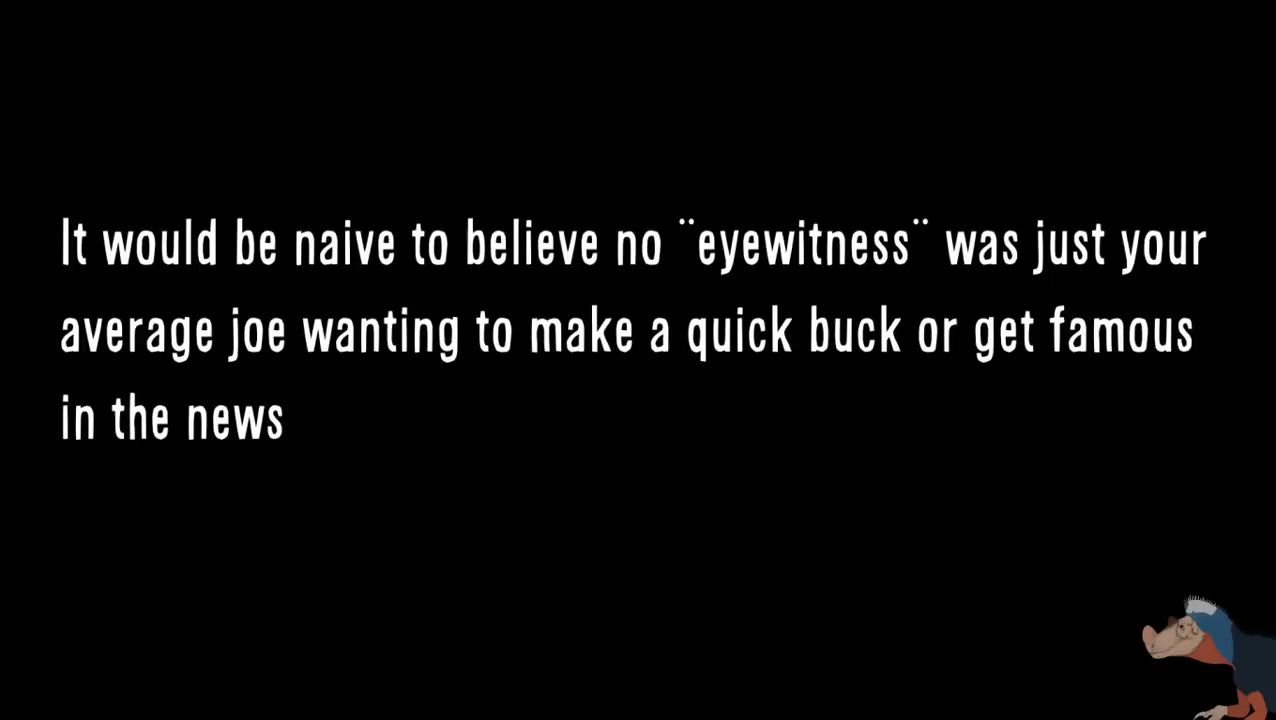 It would be naive to believe no ¨eyewitness¨ was just your
average joe wanting to make a quick buck or get famous
in the news